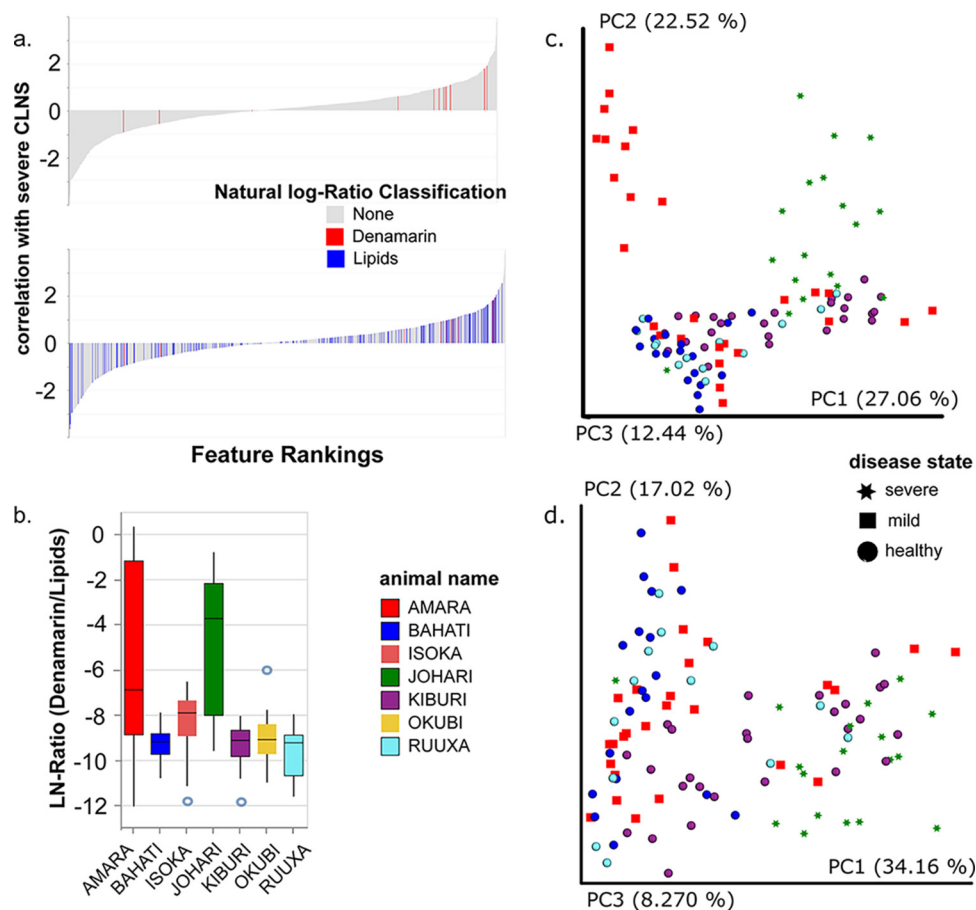 a.
correlation with severe CLNS
2
0
-2
Natural log-Ratio Classification
None
Denamarin
Lipids
2
0
-2
Feature Rankings
b.
LN-Ratio (Denamarin/Lipids)
0
-2
-4
-6
-8
-10
-12
AMARA
BAHATI
ISOKA
JOHARI
KIBURI
OKUBI
RUUXA
animal name
AMARA
BAHATI
ISOKA
JOHARI
KIBURI
OKUBI
RUUXA
c.
PC2 (22.52 %)
PC1 (27.06 %)
PC3 (12.44 %)
disease state
severe
mild
healthy
d.
PC2 (17.02 %)
PC1 (34.16 %)
PC3 (8.270 %)